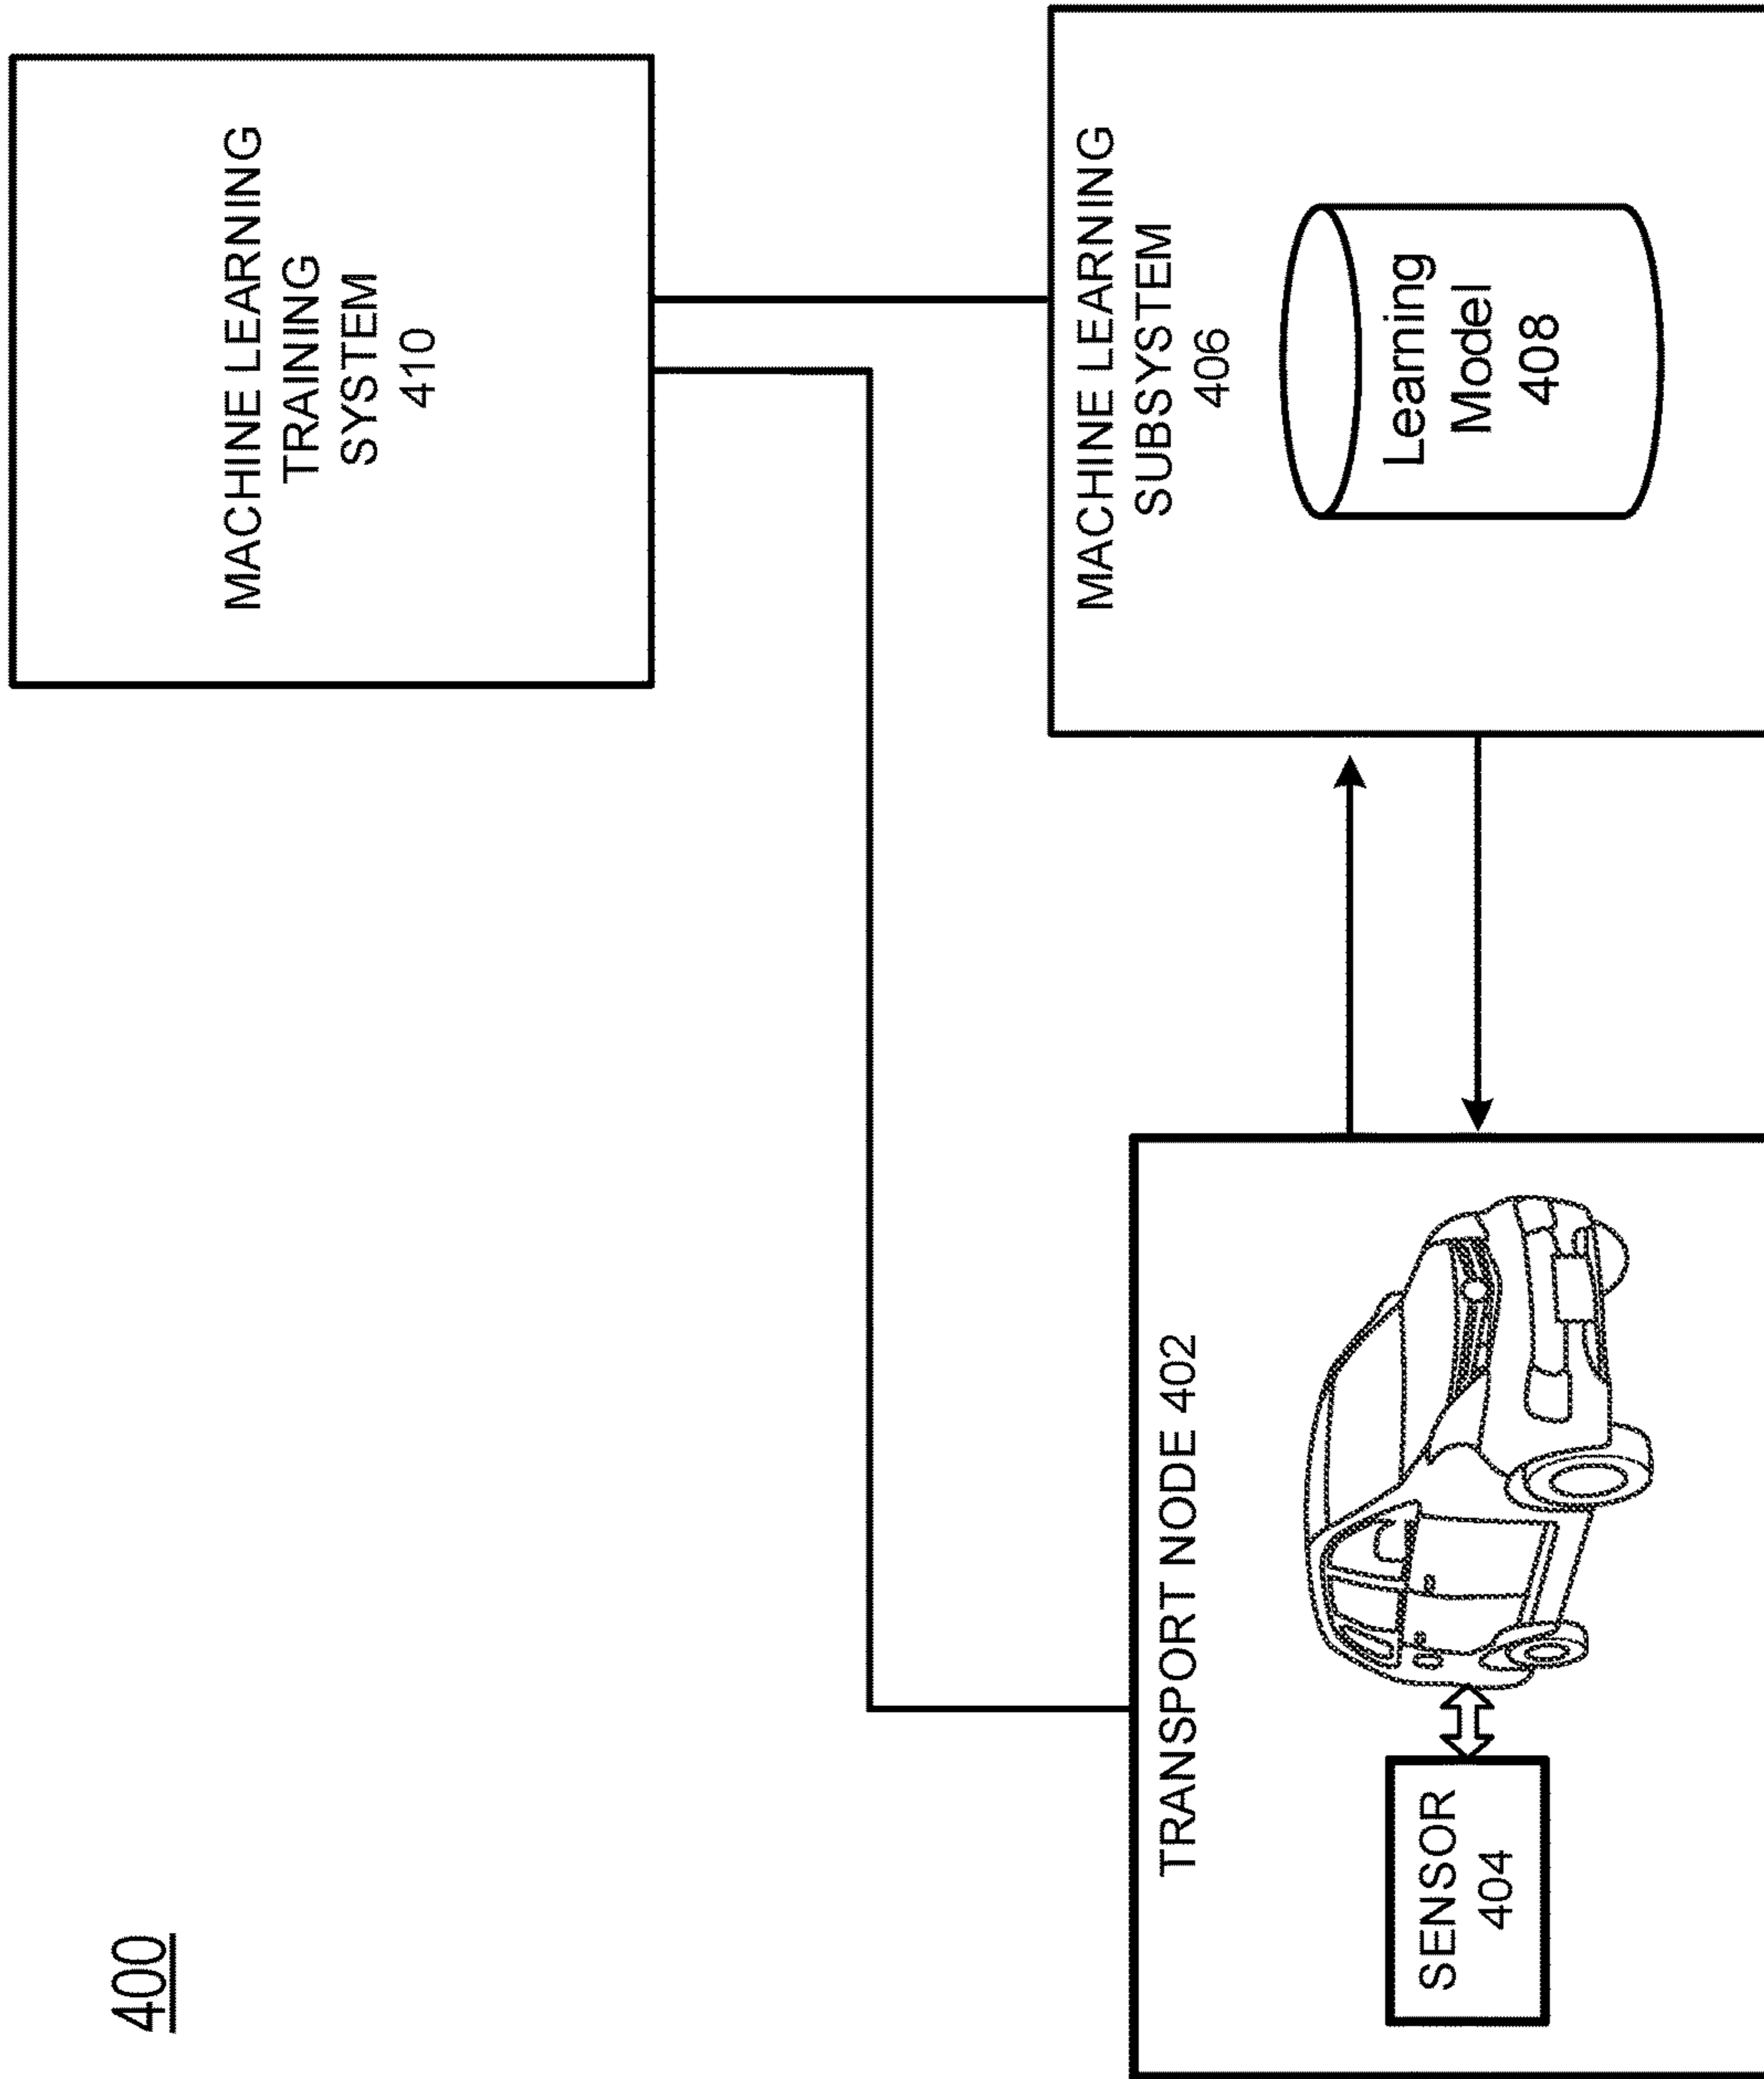 400
MACHINE LEARNING
TRAINING
SYSTEM
410
TRANSPORT NODE 402
SENSOR
404
MACHINE LEARNING
SUBSYSTEM
406
Learning
Model
408